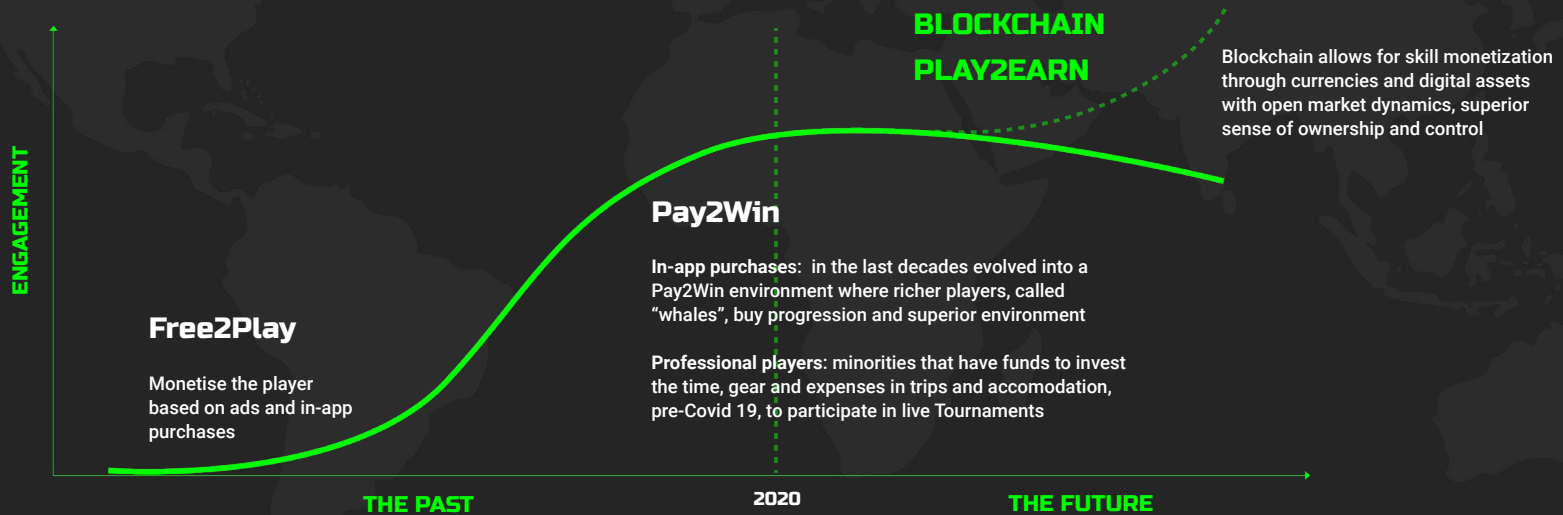 BLOCKCHAIN
PLAY2EARN
Blockchain allows for skill monetization
through currencies and digital assets
with open market dynamics, superior
sense of ownership and control
ENGAGEMENT
Pay2Win
In-app purchases: in the last decades evolved into a
Pay2Win environment where richer players, called
“whales”, buy progression and superior environment
Professional players: minorities that have funds to invest
the time, gear and expenses in trips and accomodation,
pre-Covid 19, to participate in live Tournaments
Free2Play
Monetise the player
based on ads and in-app
purchases
THE PAST
2020
THE FUTURE